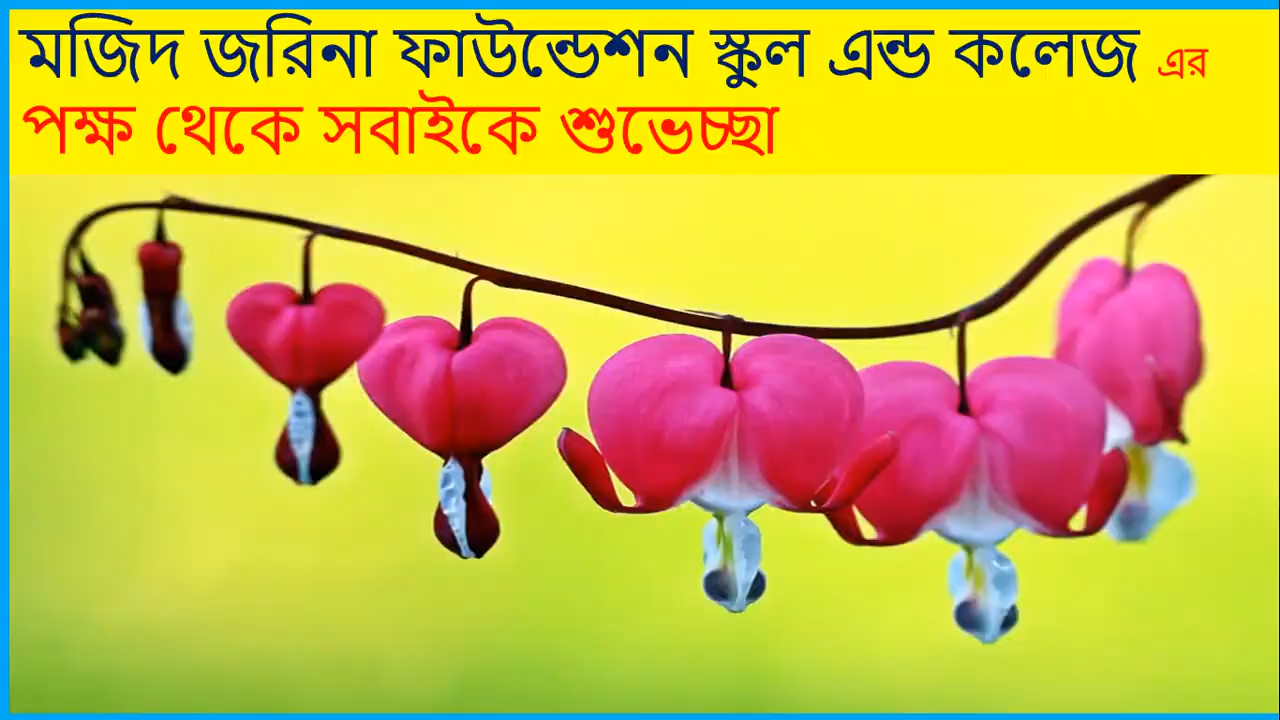 মজিদ জরিনা ফাউন্ডেশন স্কুল এন্ড কলেজ এর
পক্ষ থেকে সবাইকে শুভেচ্ছা